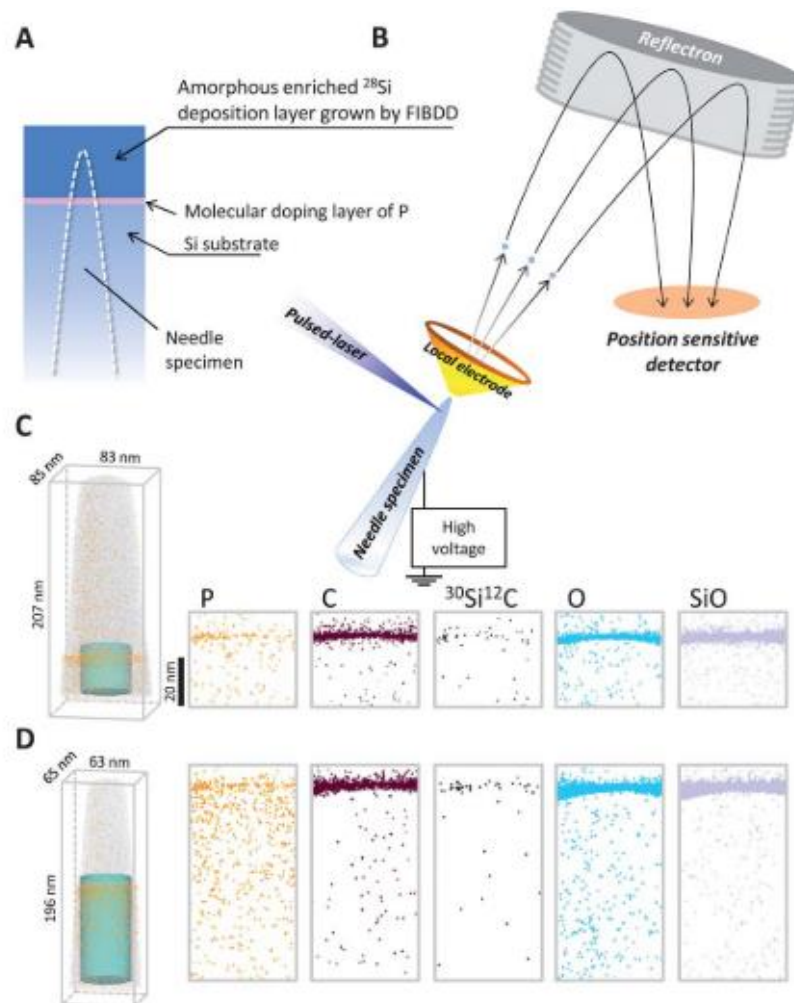 A
B
Reflectron
Amorphous enriched ²⁸Si
deposition layer grown by FIBDD
Molecular doping layer of P
Si substrate
Needle
specimen
Pulsed-laser
Local electrode
Position sensitive
detector
Needle specimen
High
voltage
C
85 nm
83 nm
207 nm
20 nm
P
C
³⁰Si¹²C
O
SiO
D
65 nm
63 nm
196 nm